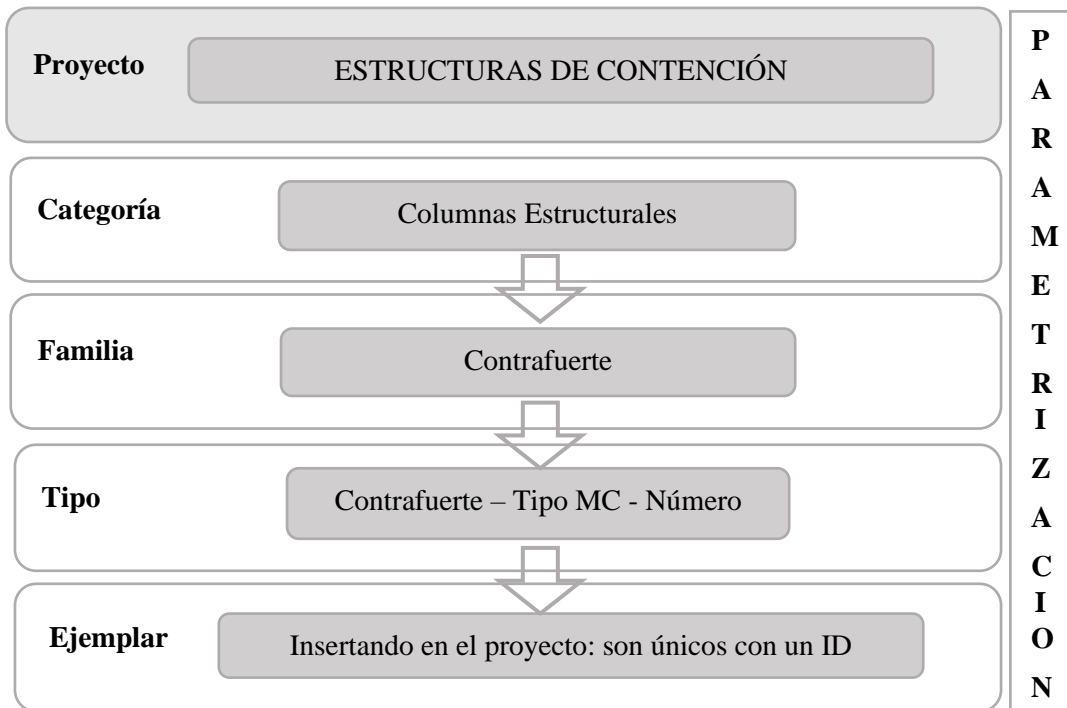 Proyecto
ESTRUCTURAS DE CONTENCIÓN
Categoría
Columnas Estructurales
Familia
Contrafuerte
Tipo
Contrafuerte – Tipo MC - Número
Ejemplar
Insertando en el proyecto: son únicos con un ID
P
A
R
A
M
E
T
R
I
Z
A
C
I
O
N